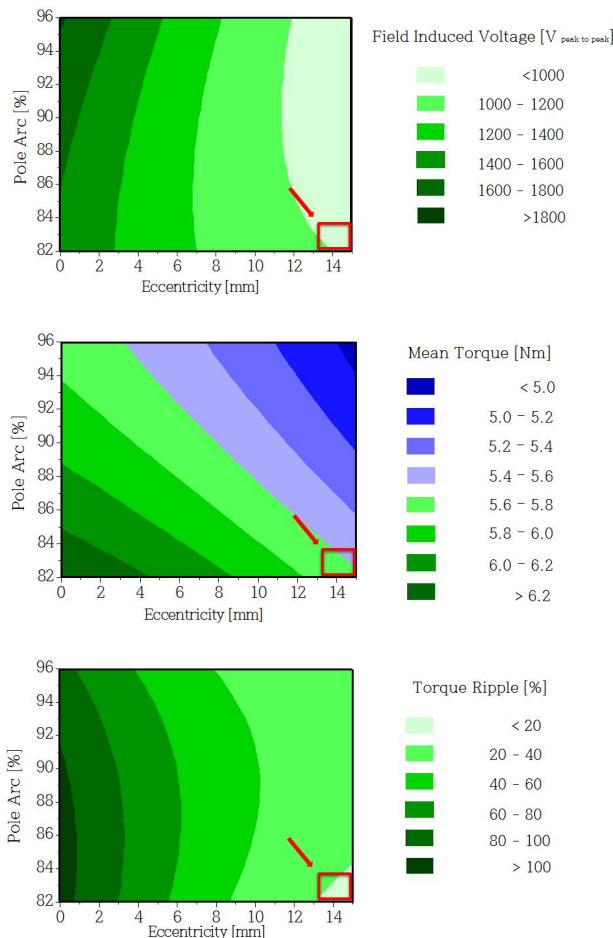 Field Induced Voltage [V peak to peak]
<1000
1000 - 1200
1200 - 1400
1400 - 1600
1600 - 1800
>1800
Pole Arc [%]
96
94
90
86
84
82
0 2 4 6 8 10 12 14
Eccentricity [mm]
Mean Torque [Nm]
< 5.0
5.0 - 5.2
5.2 - 5.4
5.4 - 5.6
5.6 - 5.8
5.8 - 6.0
6.0 - 6.2
> 6.2
Pole Arc [%]
96
94
92
90
88
86
84
82
0 2 4 6 8 10 12 14
Eccentricity [mm]
Torque Ripple [%]
< 20
20 - 40
40 - 60
60 - 80
80 - 100
> 100
Pole Arc [%]
96
94
92
90
88
86
84
82
0 2 4 6 8 10 12 14
Eccentricity [mm]